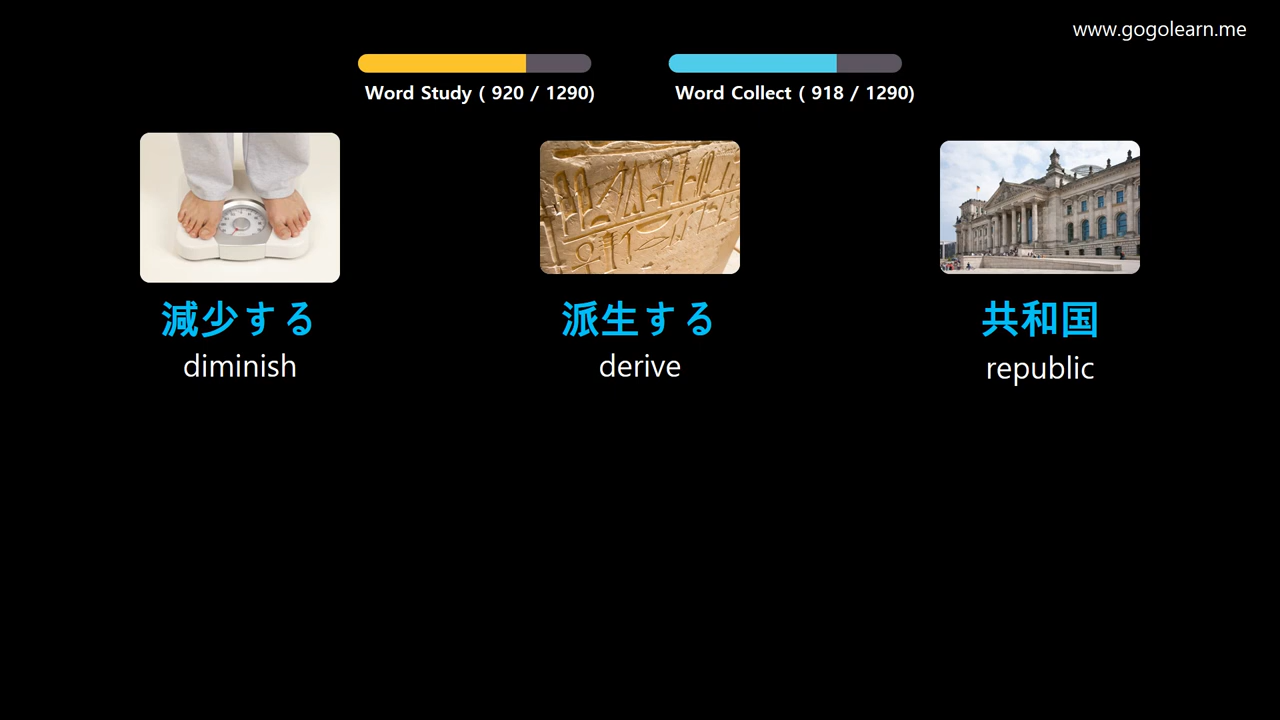 www.gogolearn.me
Word Study ( 920 / 1290)
Word Collect ( 918 / 1290)
減少する
派生する
共和国
diminish
derive
republic